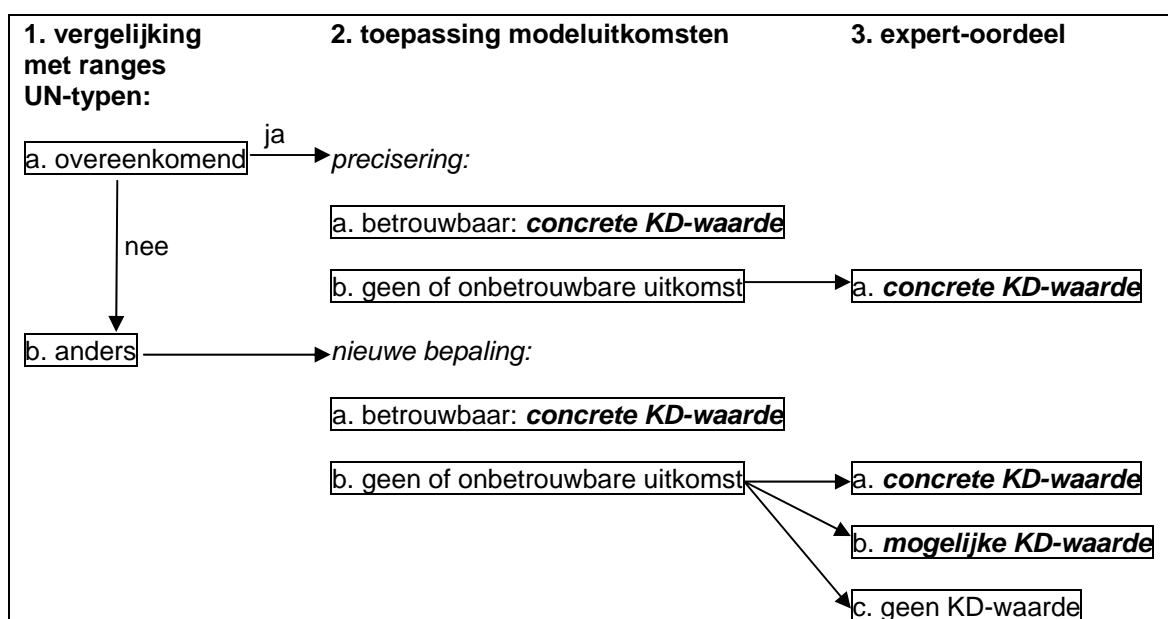 1. vergelijking met ranges UN-typen:
2. toepassing modeluitkomsten
3. expert-oordeel
a. overeenkomend
ja
precisering:
a. betrouwbaar: concrete KD-waarde
nee
b. geen of onbetrouwbare uitkomst
a. concrete KD-waarde
b. anders
nieuwe bepaling:
a. betrouwbaar: concrete KD-waarde
b. geen of onbetrouwbare uitkomst
a. concrete KD-waarde
b. mogelijke KD-waarde
c. geen KD-waarde